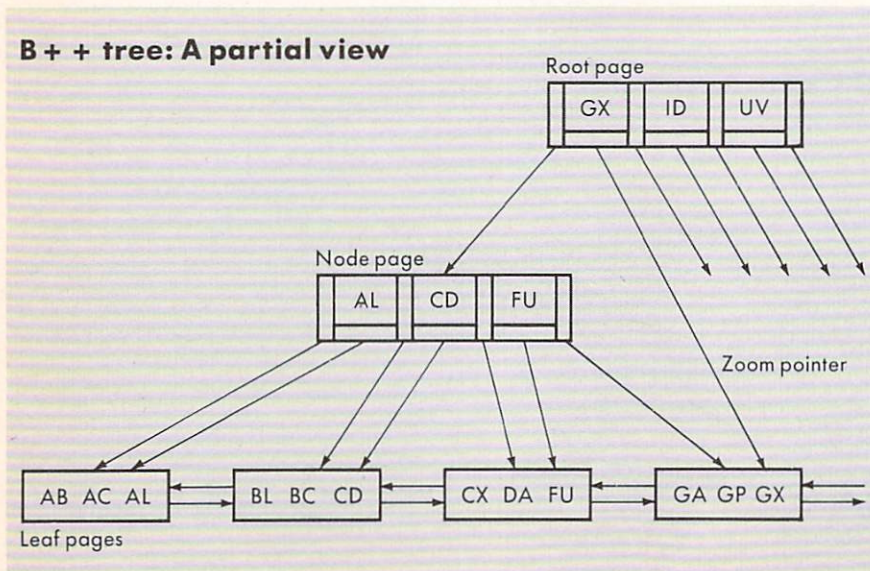 B + + tree: A partial view
Root page
GX ID UV
Node page
AL CD FU
Zoom pointer
AB AC AL BL BC CD CX DA FU GA GP GX
Leaf pages